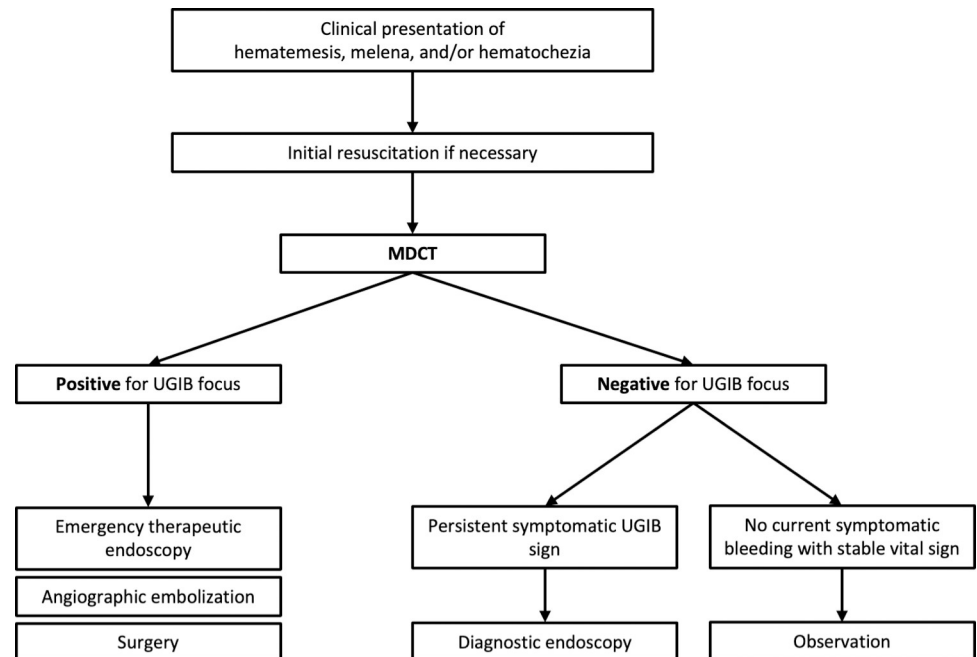 Clinical presentation of
hematemesis, melena, and/or hematochezia
Initial resuscitation if necessary
MDCT
Positive for UGIB focus
Negative for UGIB focus
Emergency therapeutic
endoscopy
Angiographic embolization
Surgery
Persistent symptomatic UGIB
sign
Diagnostic endoscopy
No current symptomatic
bleeding with stable vital sign
Observation